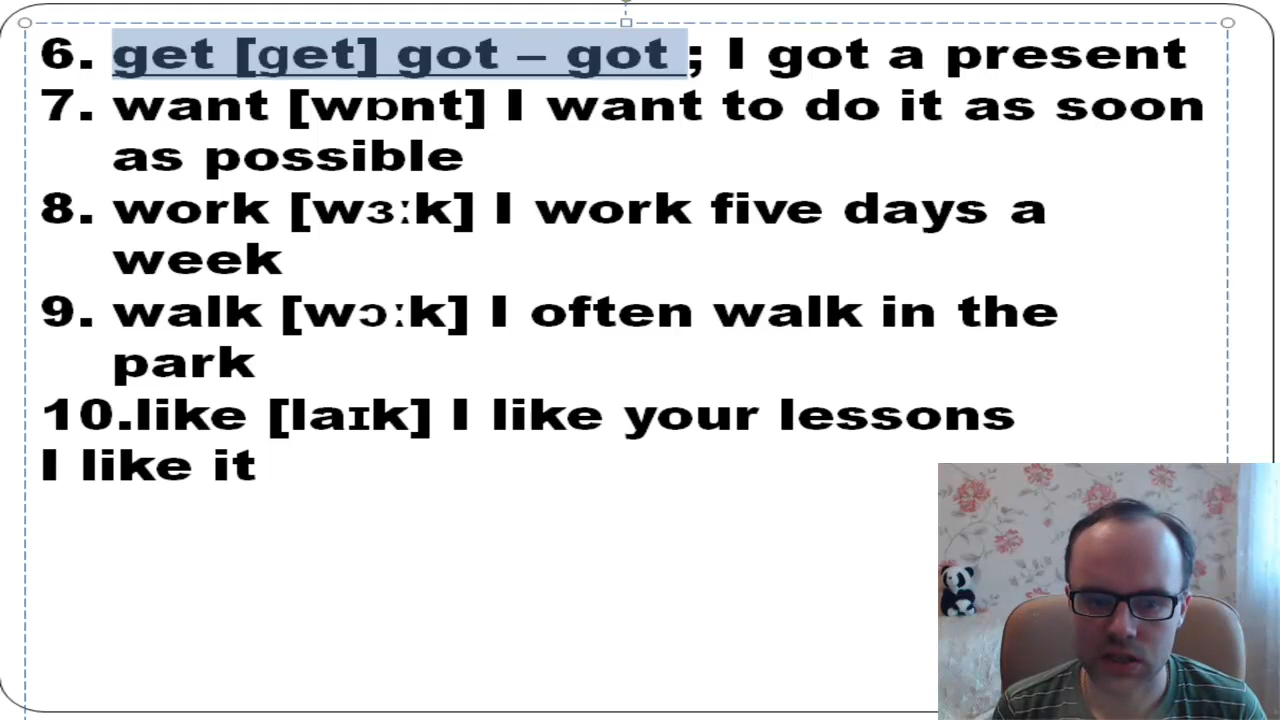 6. get [get] got – got ; I got a present
7. want [wɒnt] I want to do it as soon
as possible
8. work [wɜːk] I work five days a
week
9. walk [wɔːk] I often walk in the
park
10.like [laɪk] I like your lessons
I like it